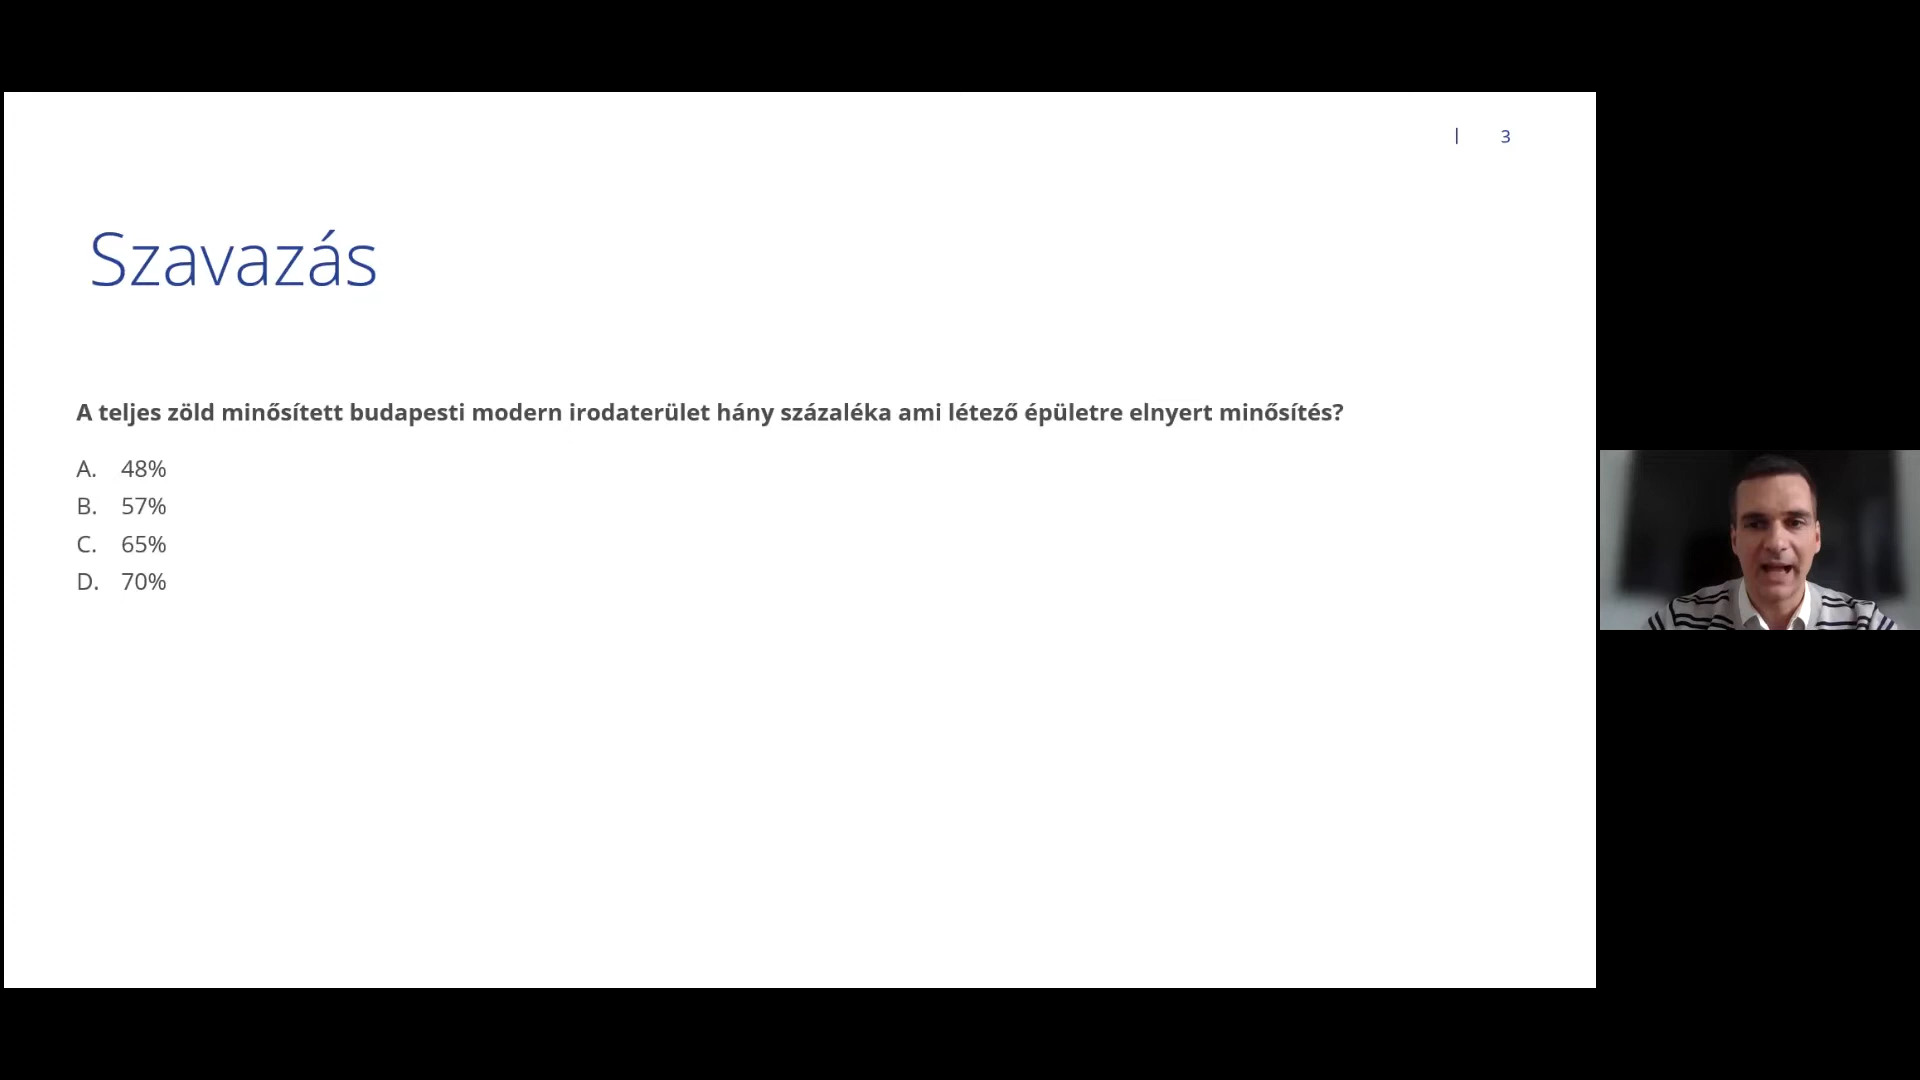 | 3
Szavazás
A teljes zöld minősített budapesti modern irodaterület hány százaléka ami létező épületre elnyert minősítés?
A. 48%
B. 57%
C. 65%
D. 70%